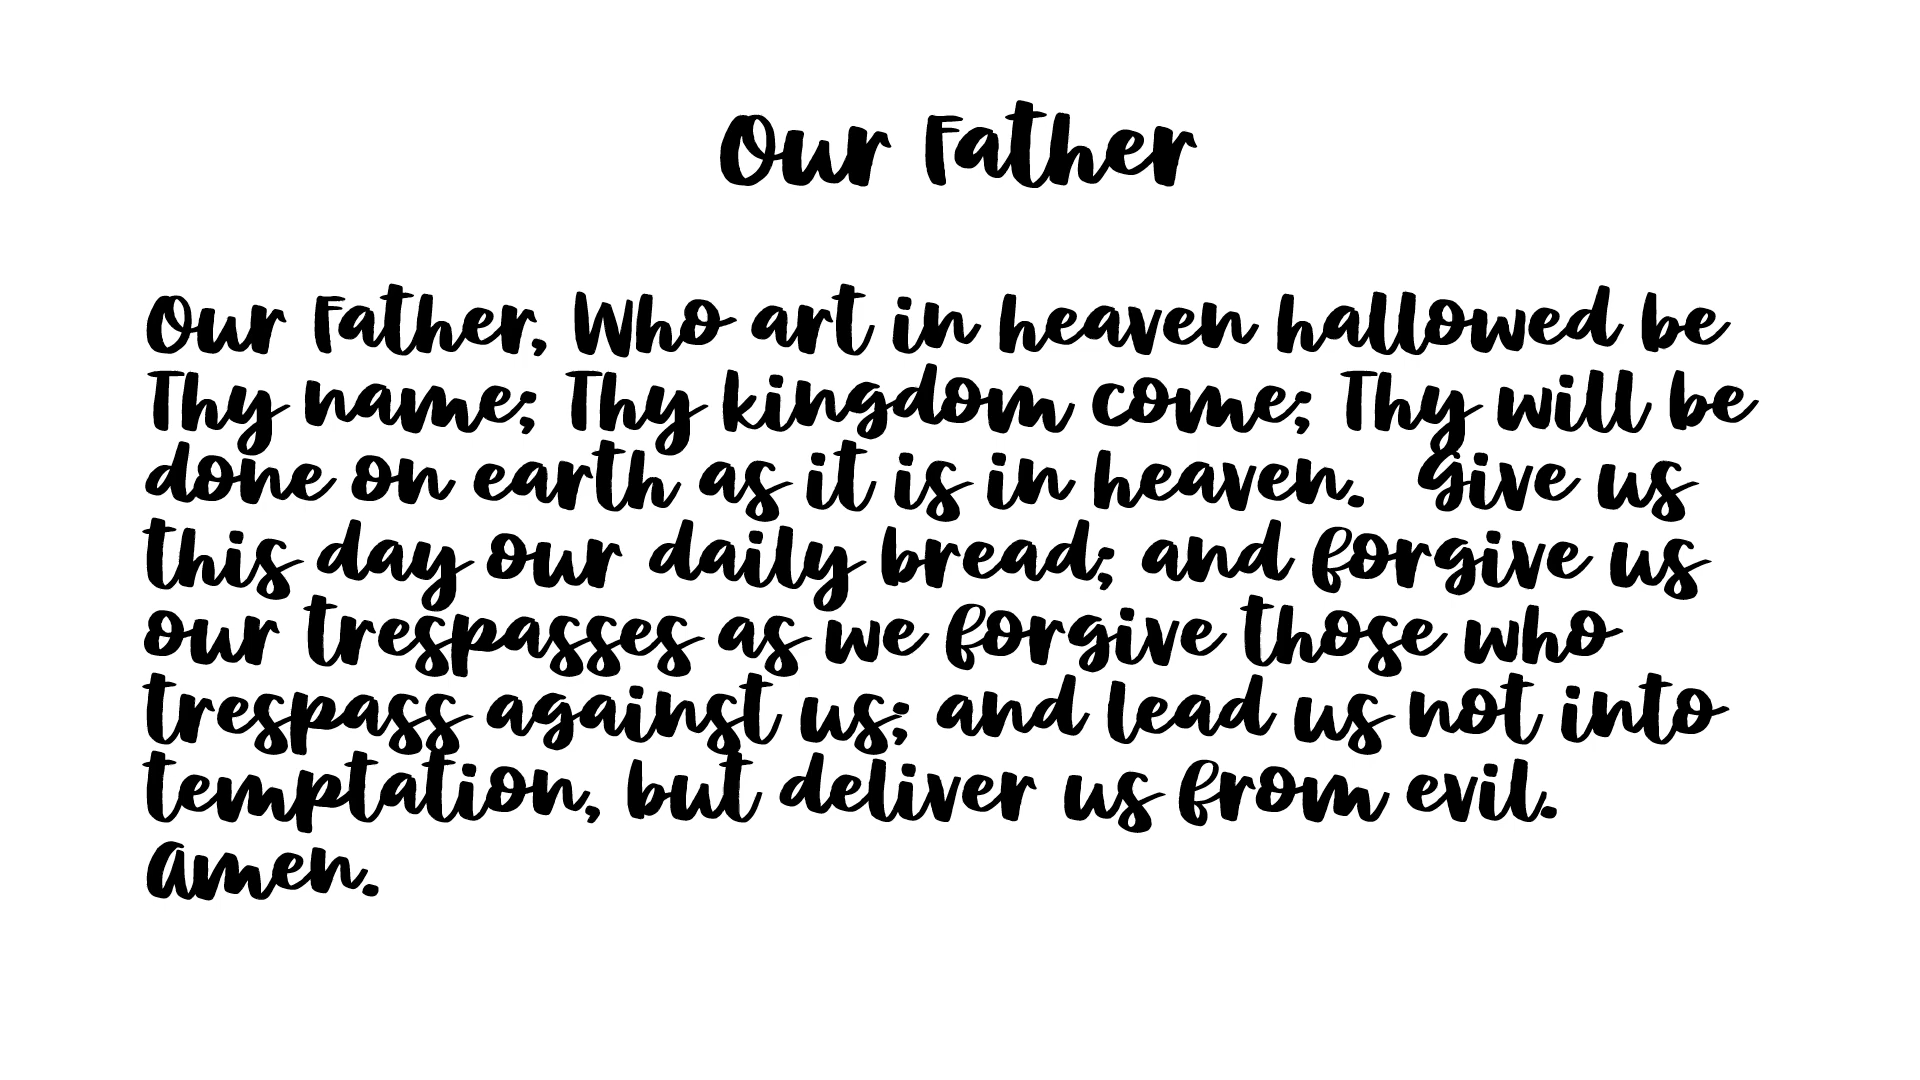 Our Father
Our Father, Who art in heaven hallowed be
Thy name; Thy kingdom come; Thy will be
done on earth as it is in heaven.   Give us
this day our daily bread; and forgive us
our trespasses as we forgive those who
trespass against us; and lead us not into
temptation, but deliver us from evil.
Amen.